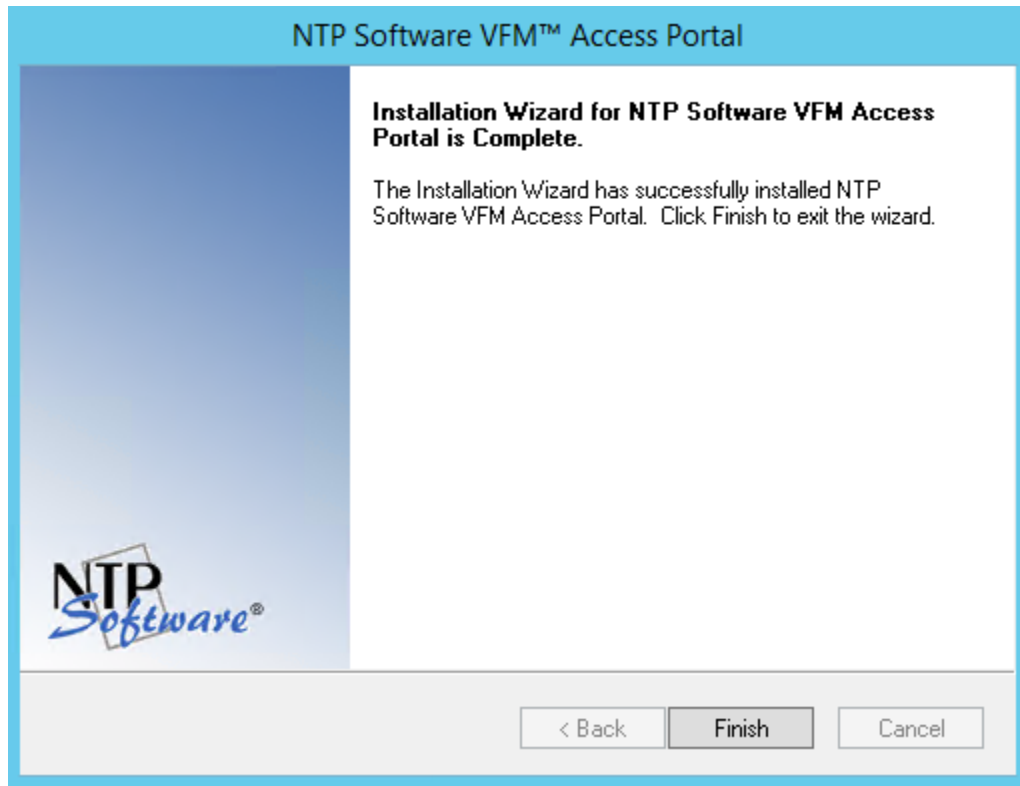 NTP Software VFM™ Access Portal
Installation Wizard for NTP Software VFM Access
Portal is Complete.
The Installation Wizard has successfully installed NTP
Software VFM Access Portal.  Click Finish to exit the wizard.
NTP
Software®
< Back
Finish
Cancel